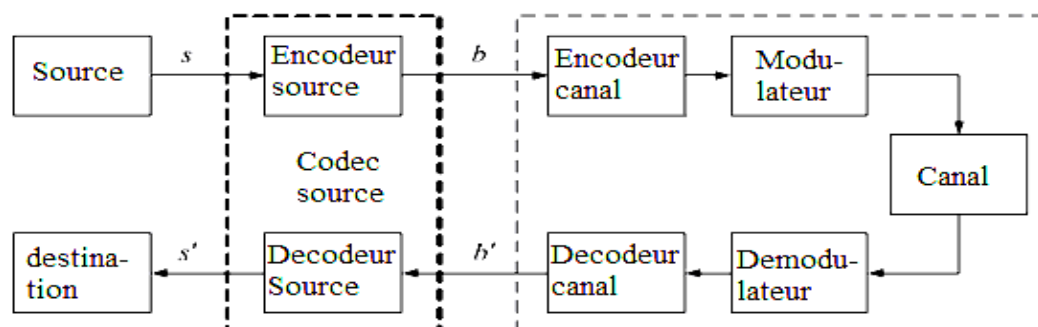 Source
s
Encodeur
source
b
Encodeur
canal
Modu-
lateur
Canal
Codec
source
destina-
tion
s'
Decodeur
Source
b'
Decodeur
canal
Demodu-
lateur